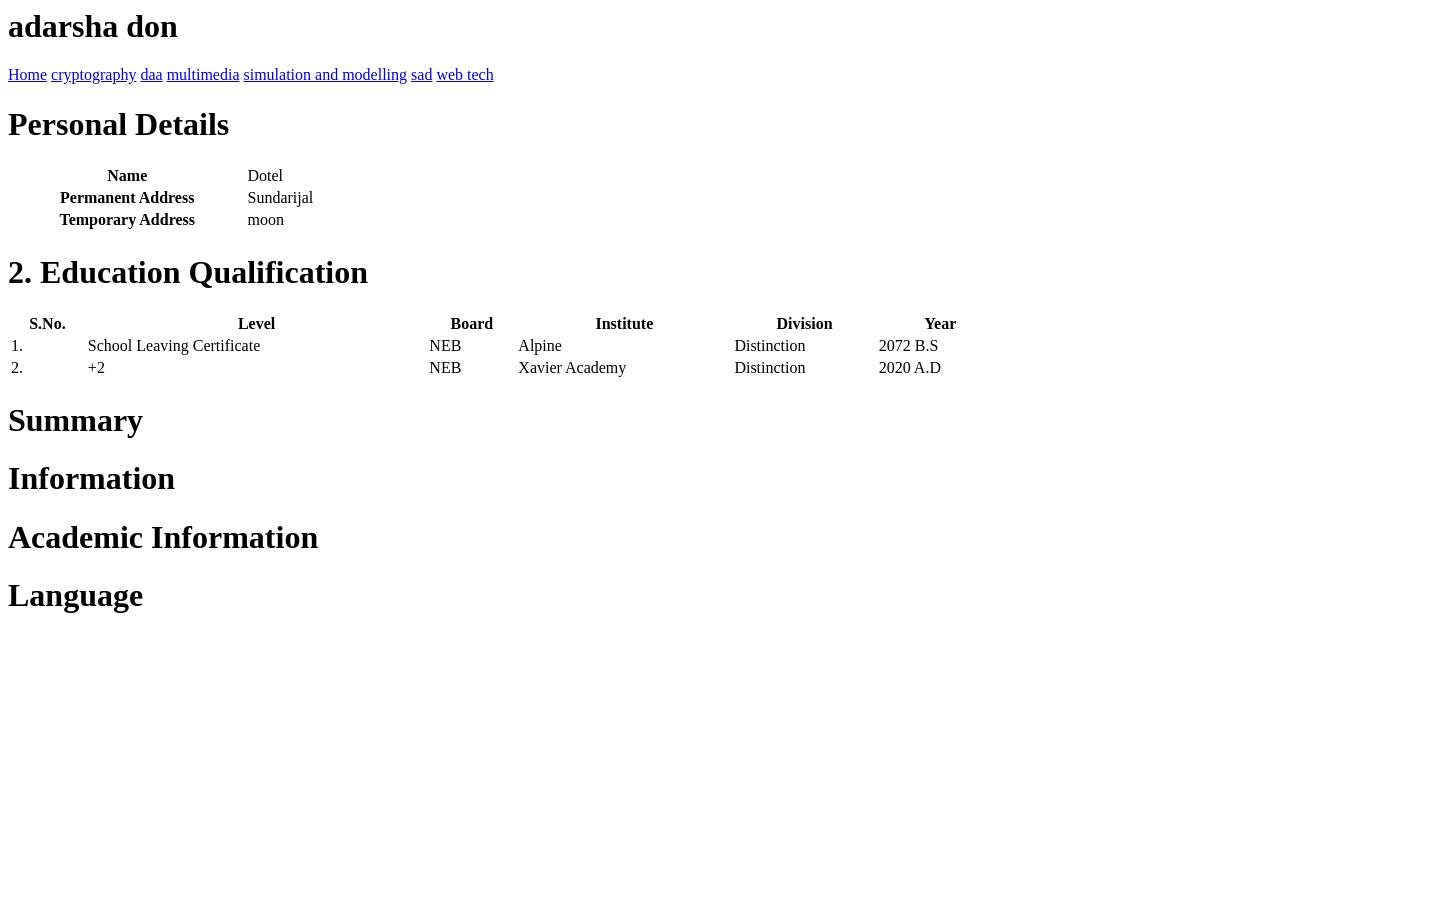 adarsha don
Home cryptography daa multimedia simulation and modelling sad web tech
Personal Details
Name Dotel
Permanent Address Sundarijal
Temporary Address moon
2. Education Qualification
S.No. Level Board Institute Division Year
1. School Leaving Certificate NEB Alpine Distinction 2072 B.S
2. +2 NEB Xavier Academy Distinction 2020 A.D
Summary
Information
Academic Information
Language